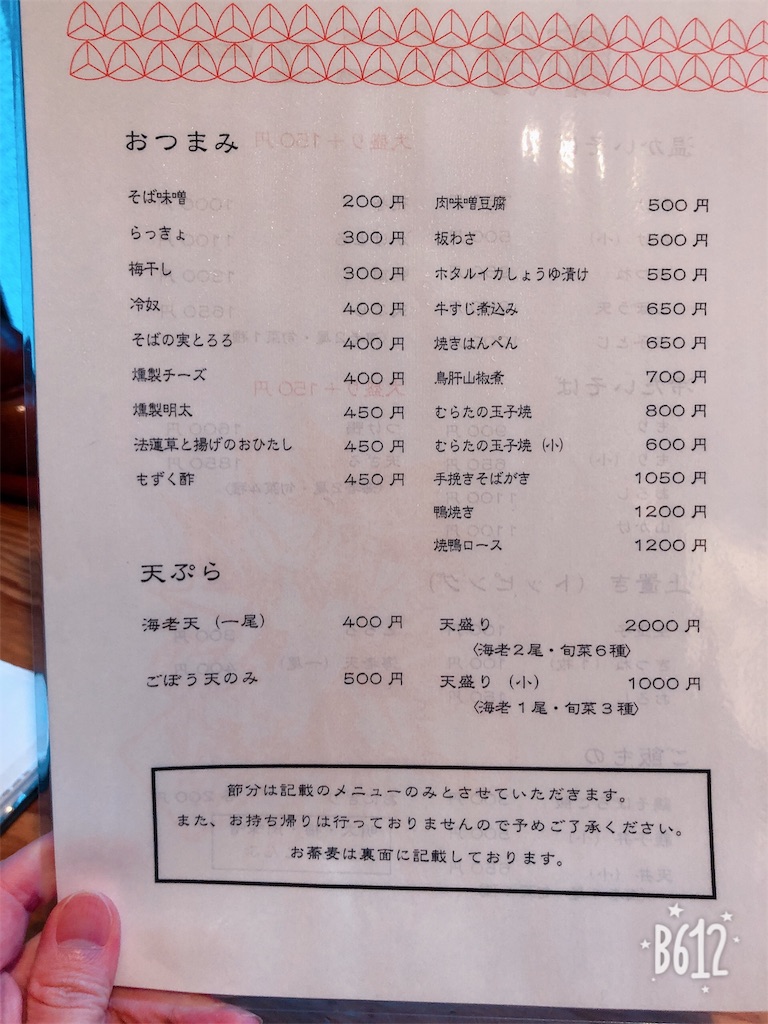 おつまみ
そば味噌 200円
らっきょ 300円
梅干し 300円
冷奴 400円
そばの実とろろ 400円
燻製チーズ 400円
燻製明太 450円
法蓮草と揚げのおひたし 450円
もずく酢 450円
肉味噌豆腐 500円
板わさ 500円
ホタルイカしょうゆ漬け 550円
牛すじ煮込み 650円
焼きはんぺん 650円
鳥肝山椒煮 700円
むらたの玉子焼 800円
むらたの玉子焼（小） 600円
手挽きそばがき 1050円
鴨焼き 1200円
焼鴨ロース 1200円
天ぷら
海老天（一尾） 400円
ごぼう天のみ 500円
天盛り 2000円
〈海老2尾・旬菜6種〉
天盛り（小） 1000円
〈海老1尾・旬菜3種〉
節分は記載のメニューのみとさせていただきます。
また、お持ち帰りは行っておりませんので予めご了承ください。
お蕎麦は裏面に記載しております。
B612